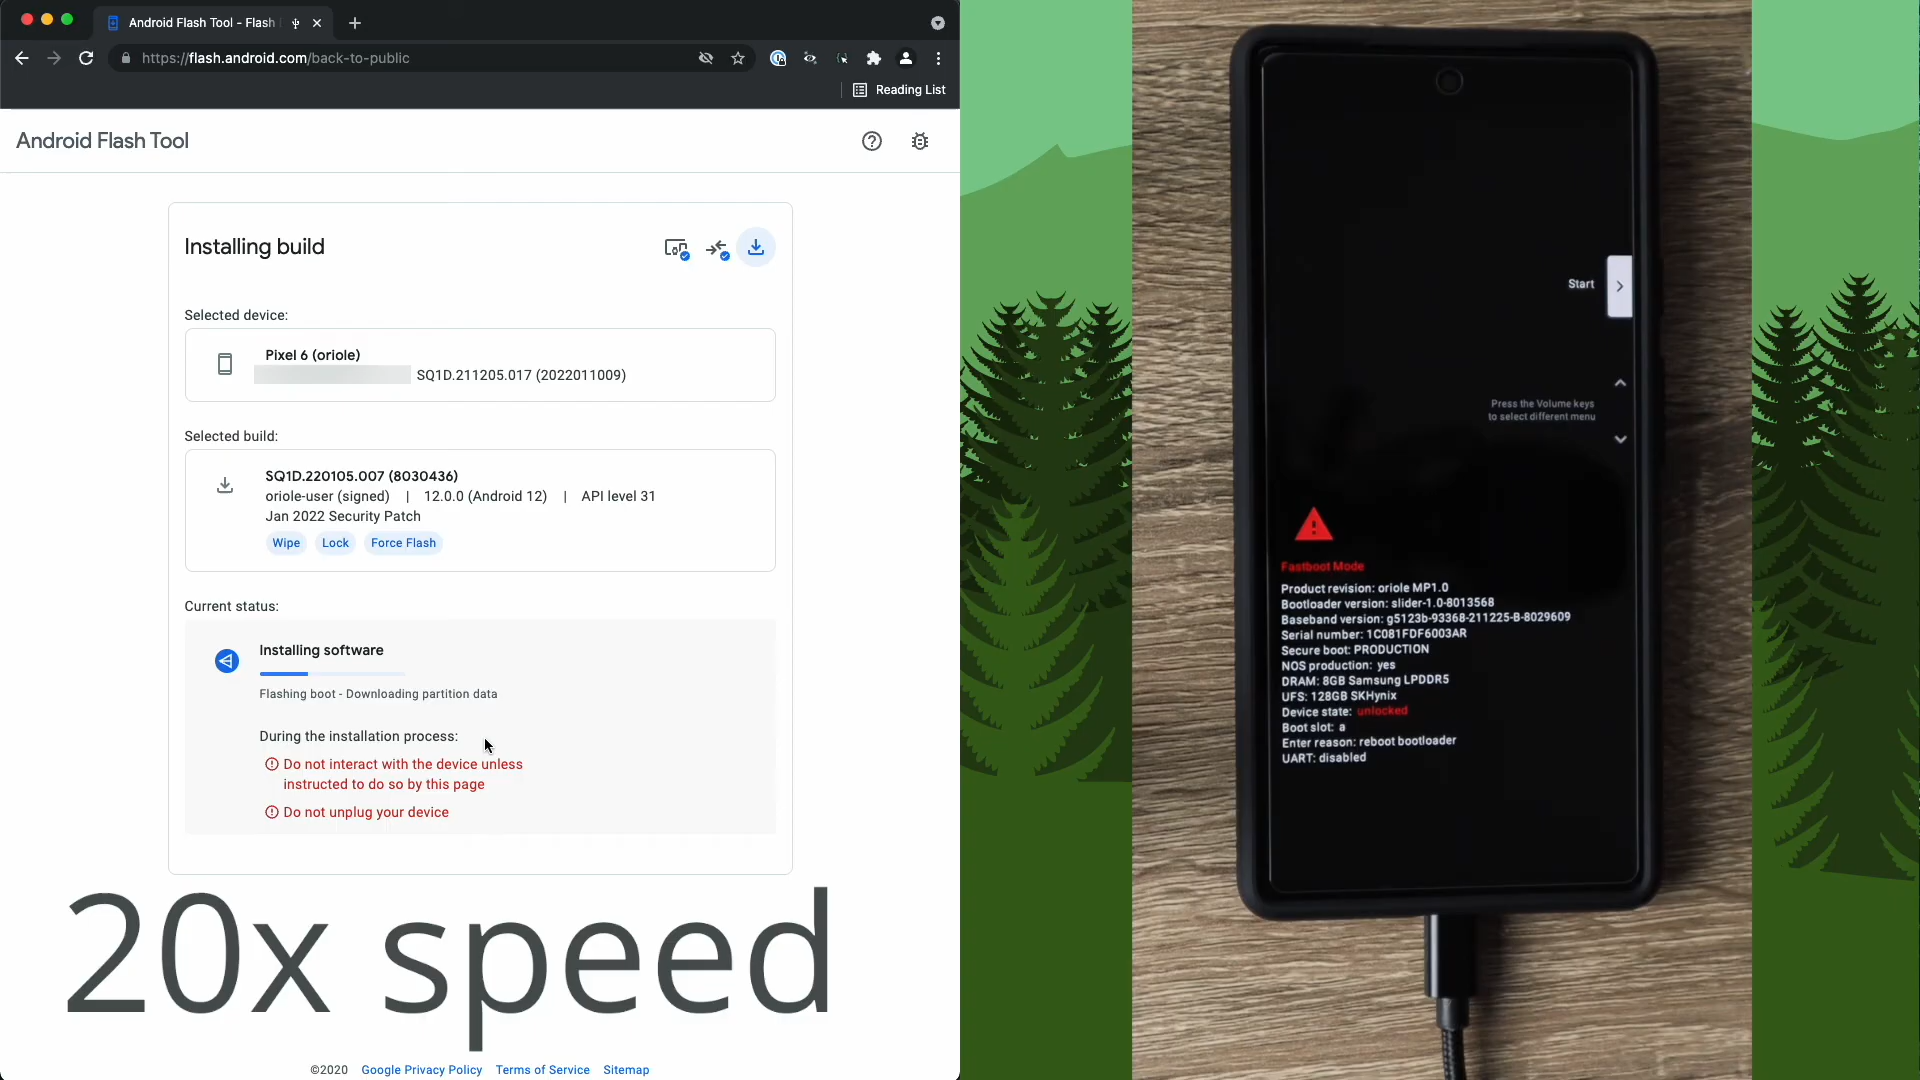 Android Flash Tool - Flash
https://flash.android.com/back-to-public
Reading List
Android Flash Tool
Installing build
Selected device:
Pixel 6 (oriole)
SQ1D.211205.017 (2022011009)
Selected build:
SQ1D.220105.007 (8030436)
oriole-user (signed) | 12.0.0 (Android 12) | API level 31
Jan 2022 Security Patch
Wipe Lock Force Flash
Current status:
Installing software
Flashing boot - Downloading partition data
During the installation process:
Do not interact with the device unless
instructed to do so by this page
Do not unplug your device
20x speed
©2020 Google Privacy Policy Terms of Service Sitemap
Start
Press the Volume keys
to select different menu
Fastboot Mode
Product revision: oriole MP1.0
Bootloader version: slider-1.0-8013568
Baseband version: g5123b-93368-211225-B-8029609
Serial number: 1C081FDF6003AR
Secure boot: PRODUCTION
NOS production: yes
DRAM: 8GB Samsung LPDDR5
UFS: 128GB SKHynix
Device state: unlocked
Boot slot: a
Enter reason: reboot bootloader
UART: disabled